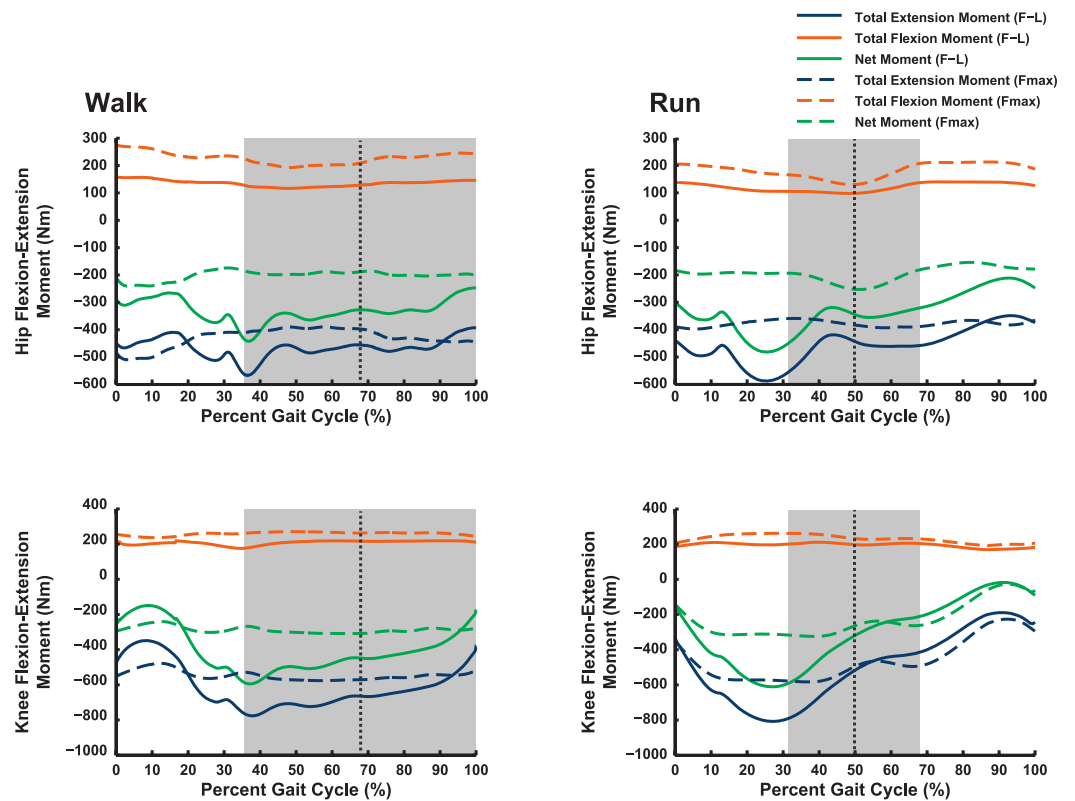 Total Extension Moment (F−L)
Total Flexion Moment (F−L)
Net Moment (F−L)
Total Extension Moment (Fmax)
Total Flexion Moment (Fmax)
Net Moment (Fmax)
Walk
300
200
100
0
−100
−200
−300
−400
−500
−600
Hip Flexion-Extension
Moment (Nm)
0 10 20 30 40 50 60 70 80 90 100
Percent Gait Cycle (%)
Run
300
200
100
0
−100
−200
−300
−400
−500
−600
Hip Flexion-Extension
Moment (Nm)
0 10 20 30 40 50 60 70 80 90 100
Percent Gait Cycle (%)
400
200
0
−200
−400
−600
−800
−1000
Knee Flexion-Extension
Moment (Nm)
0 10 20 30 40 50 60 70 80 90 100
Percent Gait Cycle (%)
400
200
0
−200
−400
−600
−800
−1000
Knee Flexion-Extension
Moment (Nm)
0 10 20 30 40 50 60 70 80 90 100
Percent Gait Cycle (%)